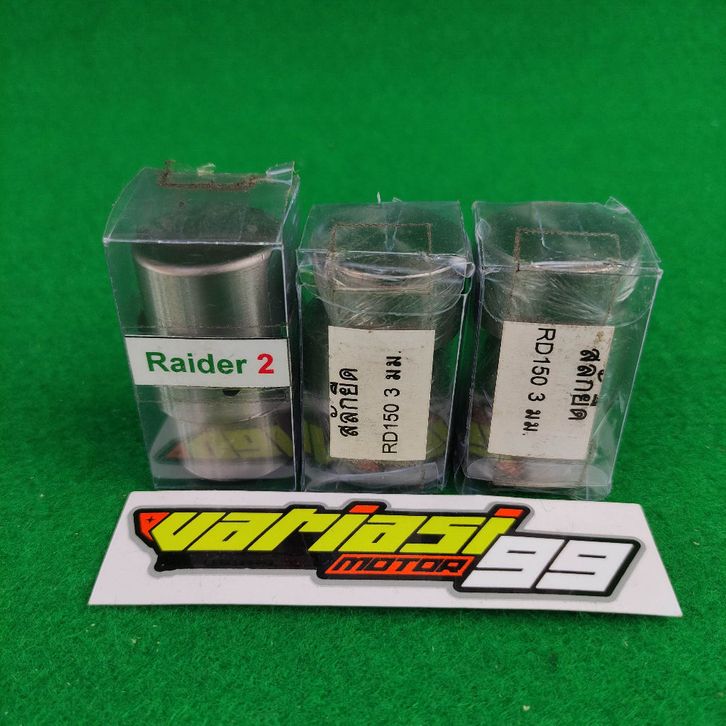 Raider 2
สลักยึด
RD150 3 มม.
สลักยึด
RD150 3 มม.
Variasi
MOTOR
99